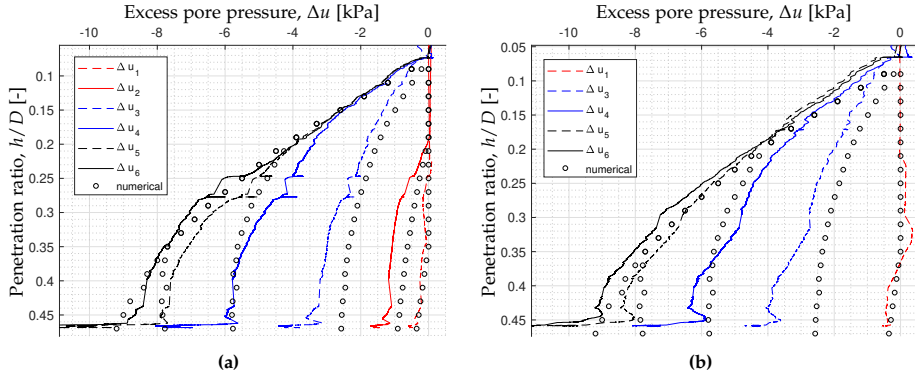 Excess pore pressure, Δu [kPa]
-10 -8 -6 -4 -2 0
0.1
0.15
0.2
0.25
0.3
0.35
0.4
0.45
Penetration ratio, h/D [-]
Δ u1
Δ u2
Δ u3
Δ u4
Δ u5
Δ u6
numerical
(a)
Excess pore pressure, Δu [kPa]
-10 -8 -6 -4 -2 0
0.05
0.1
0.15
0.2
0.25
0.3
0.35
0.4
0.45
Penetration ratio, h/D [-]
Δ u1
Δ u3
Δ u4
Δ u5
Δ u6
numerical
(b)